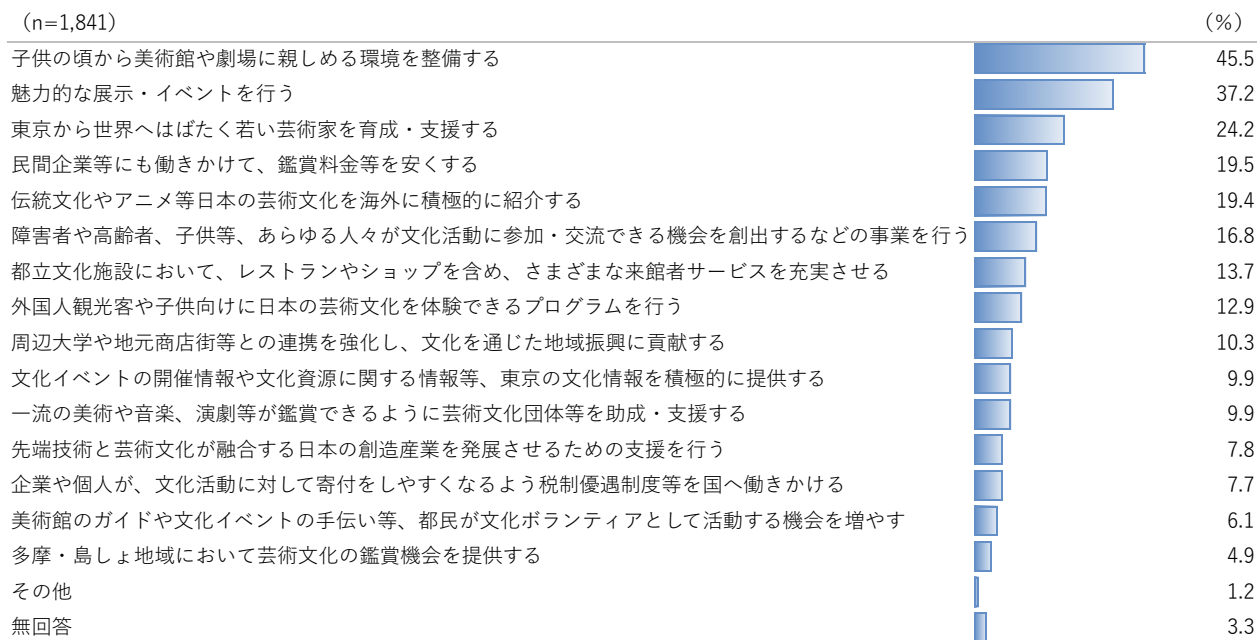 （n=1,841） （%）
子供の頃から美術館や劇場に親しめる環境を整備する 45.5
魅力的な展示・イベントを行う 37.2
東京から世界へはばたく若い芸術家を育成・支援する 24.2
民間企業等にも働きかけて、鑑賞料金等を安くする 19.5
伝統文化やアニメ等日本の芸術文化を海外に積極的に紹介する 19.4
障害者や高齢者、子供等、あらゆる人々が文化活動に参加・交流できる機会を創出するなどの事業を行う 16.8
都立文化施設において、レストランやショップを含め、さまざまな来館者サービスを充実させる 13.7
外国人観光客や子供向けに日本の芸術文化を体験できるプログラムを行う 12.9
周辺大学や地元商店街等との連携を強化し、文化を通じた地域振興に貢献する 10.3
文化イベントの開催情報や文化資源に関する情報等、東京の文化情報を積極的に提供する 9.9
一流の美術や音楽、演劇等が鑑賞できるように芸術文化団体等を助成・支援する 9.9
先端技術と芸術文化が融合する日本の創造産業を発展させるための支援を行う 7.8
企業や個人が、文化活動に対して寄付をしやすくなるよう税制優遇制度等を国へ働きかける 7.7
美術館のガイドや文化イベントの手伝い等、都民が文化ボランティアとして活動する機会を増やす 6.1
多摩・島しょ地域において芸術文化の鑑賞機会を提供する 4.9
その他 1.2
無回答 3.3